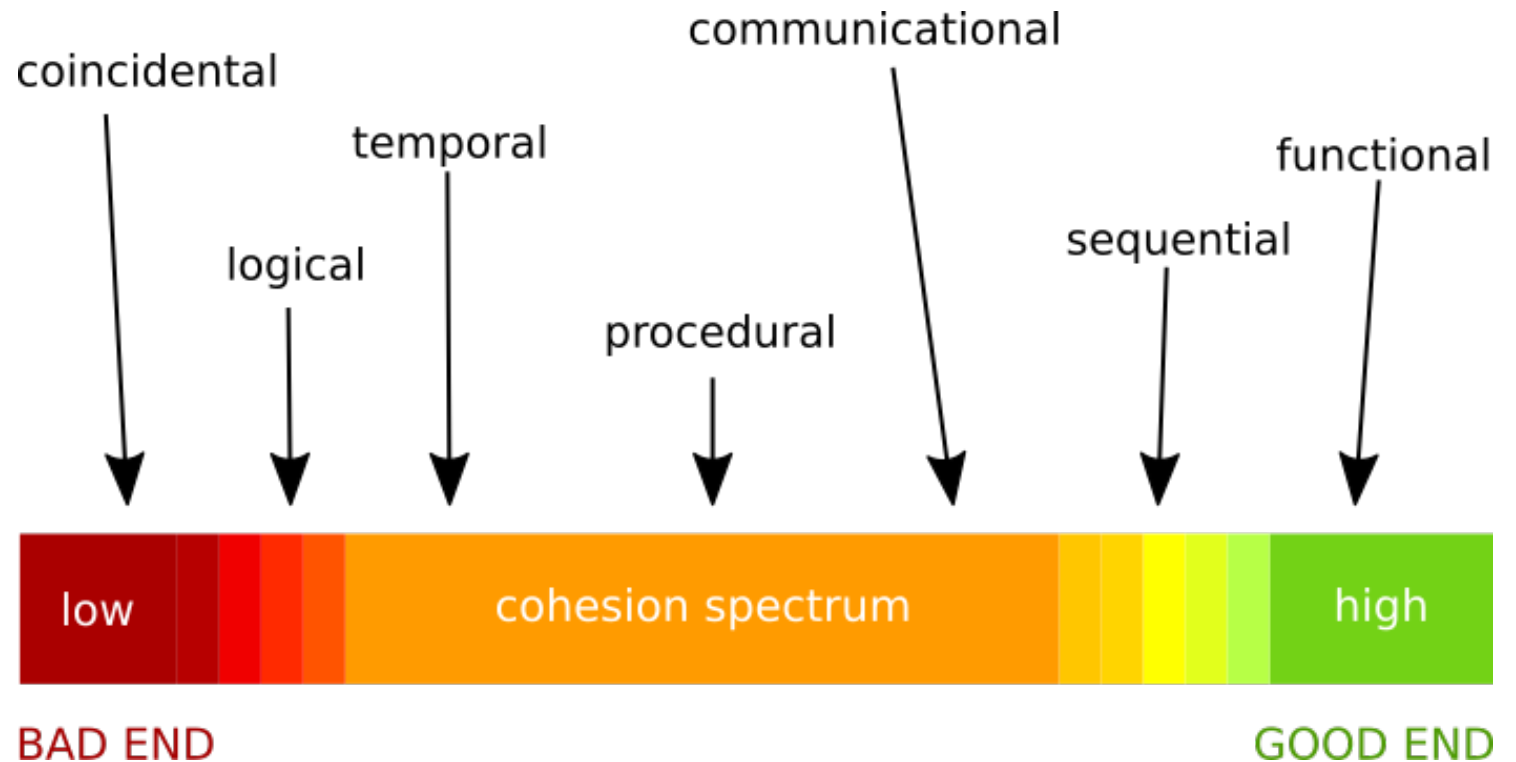 communicational
coincidental
temporal
functional
sequential
logical
procedural
low
cohesion spectrum
high
BAD END
GOOD END